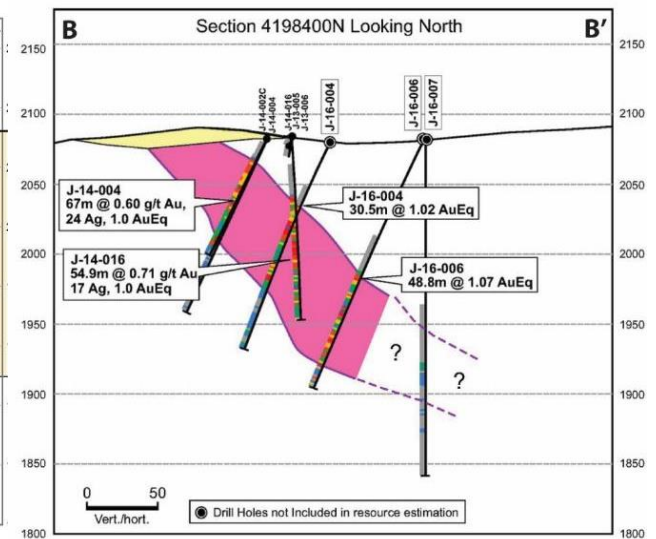 B
Section 4198400N Looking North
B'
2150
2150
2100
2100
2050
2050
2000
2000
1950
1950
1900
1900
1850
1850
1800
1800
J-14-002C
J-14-004
J-14-016
J-13-005
J-13-006
J-16-004
J-16-006
J-16-007
J-14-004
67m @ 0.60 g/t Au,
24 Ag, 1.0 AuEq
J-16-004
30.5m @ 1.02 AuEq
J-14-016
54.9m @ 0.71 g/t Au
17 Ag, 1.0 AuEq
J-16-006
48.8m @ 1.07 AuEq
?
?
0 50
Vert./hort.
Drill Holes not Included in resource estimation